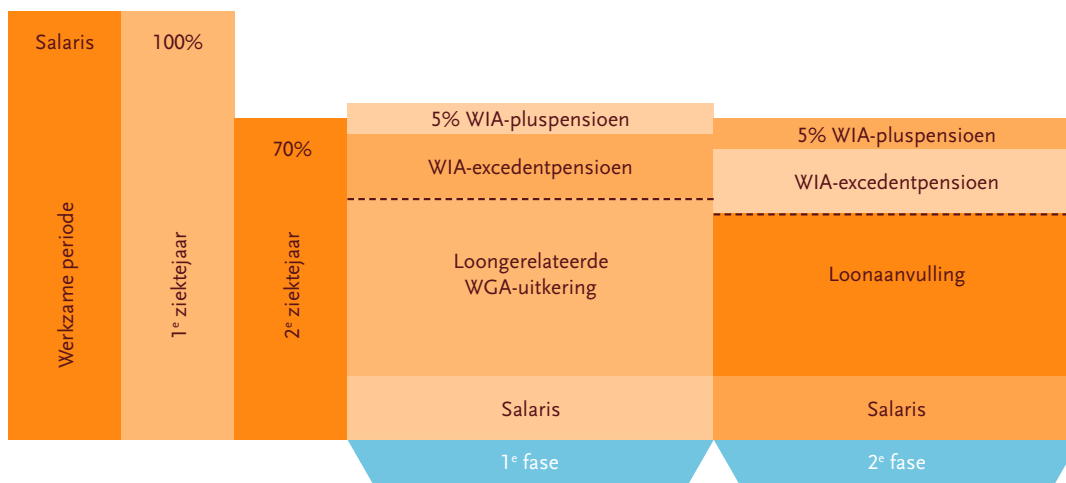 Salaris
Werkzame periode
100%
1e ziektejaar
70%
2e ziektejaar
5% WIA-pluspensioen
WIA-excedentpensioen
Loongerelateerde
WGA-uitkering
Salaris
1e fase
5% WIA-pluspensioen
WIA-excedentpensioen
Loonaanvulling
Salaris
2e fase